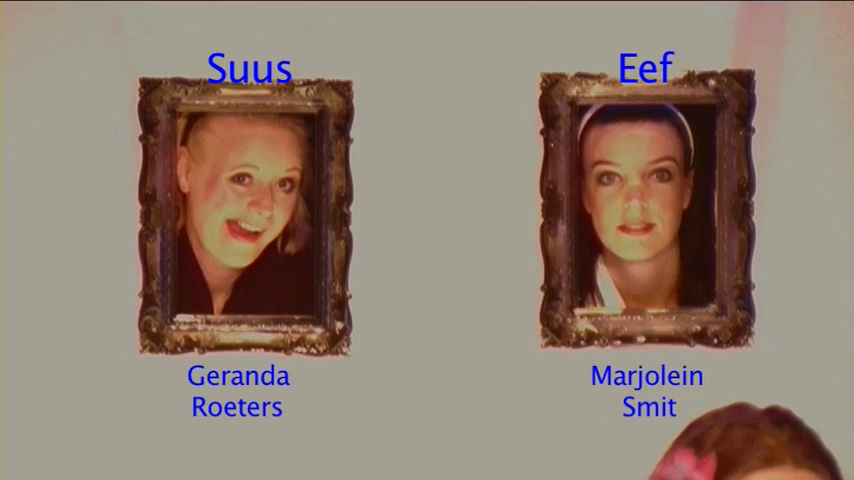 Suus
Eef
Geranda
Roeters
Marjolein
Smit